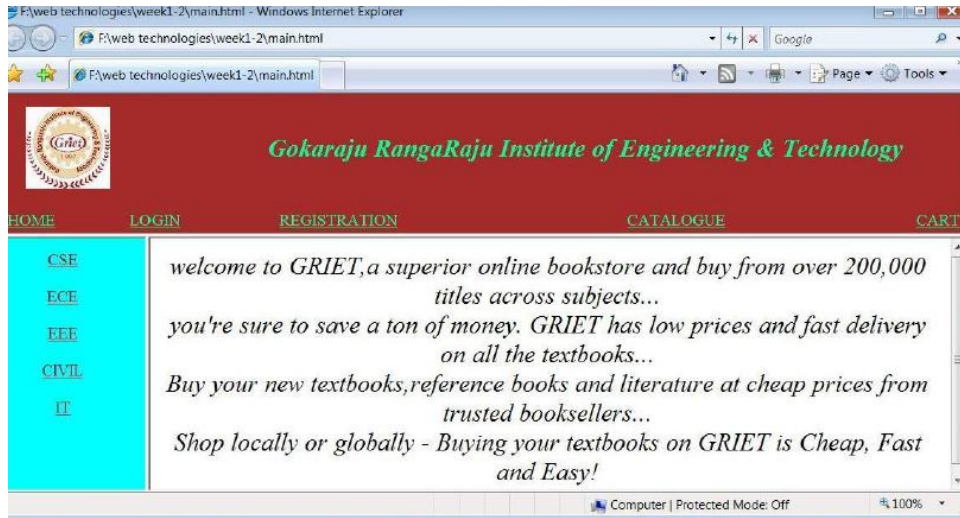 F:\web technologies\week1-2\main.html - Windows Internet Explorer
F:\web technologies\week1-2\main.html
Google
F:\web technologies\week1-2\main.html
Page
Tools
Griet
Gokaraju RangaRaju Institute of Engineering & Technology
HOME LOGIN REGISTRATION CATALOGUE CART
CSE
ECE
EEE
CIVIL
IT
welcome to GRIET,a superior online bookstore and buy from over 200,000
titles across subjects...
you're sure to save a ton of money. GRIET has low prices and fast delivery
on all the textbooks...
Buy your new textbooks,reference books and literature at cheap prices from
trusted booksellers...
Shop locally or globally - Buying your textbooks on GRIET is Cheap, Fast
and Easy!
Computer | Protected Mode: Off
100%